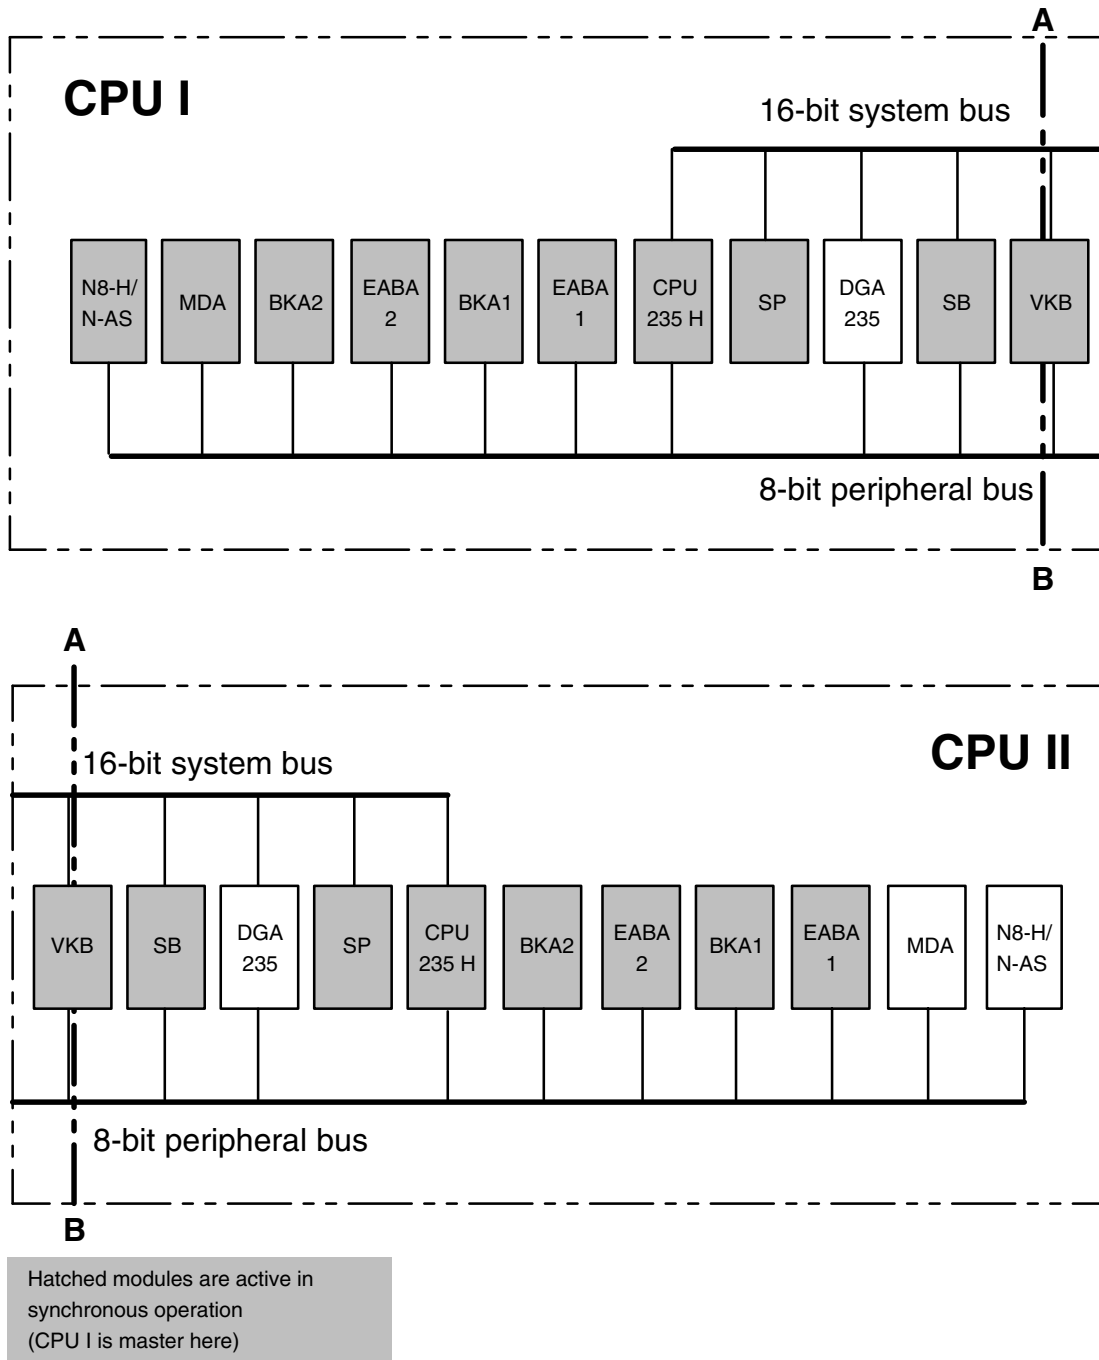 A
CPU I
16-bit system bus
N8-H/
N-AS
MDA
BKA2
EABA
2
BKA1
EABA
1
CPU
235 H
SP
DGA
235
SB
VKB
8-bit peripheral bus
B
A
CPU II
16-bit system bus
VKB
SB
DGA
235
SP
CPU
235 H
BKA2
EABA
2
BKA1
EABA
1
MDA
N8-H/
N-AS
8-bit peripheral bus
B
Hatched modules are active in
synchronous operation
(CPU I is master here)